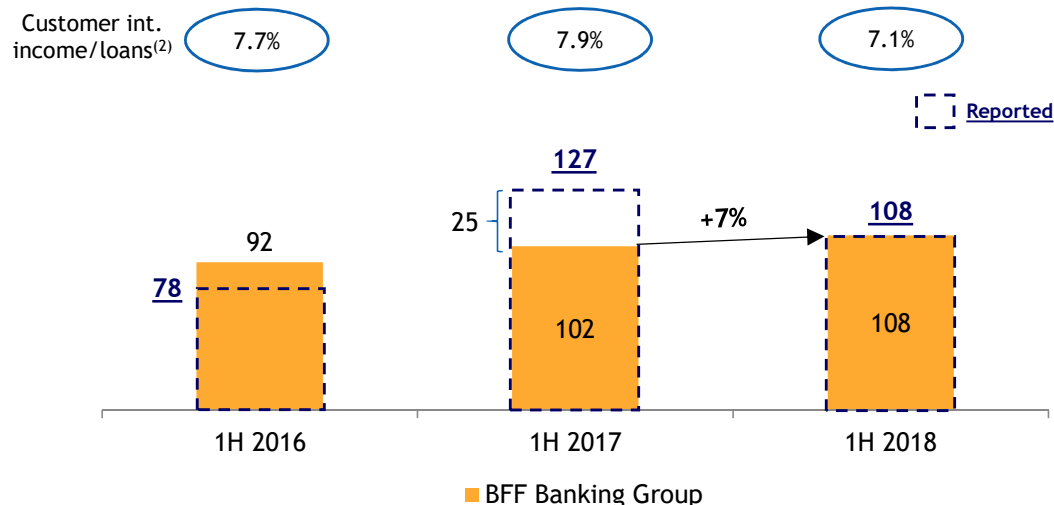 Customer int.
income/loans(2)
7.7%
7.9%
7.1%
Reported
127
25
+7%
108
92
78
102
108
1H 2016
1H 2017
1H 2018
BFF Banking Group